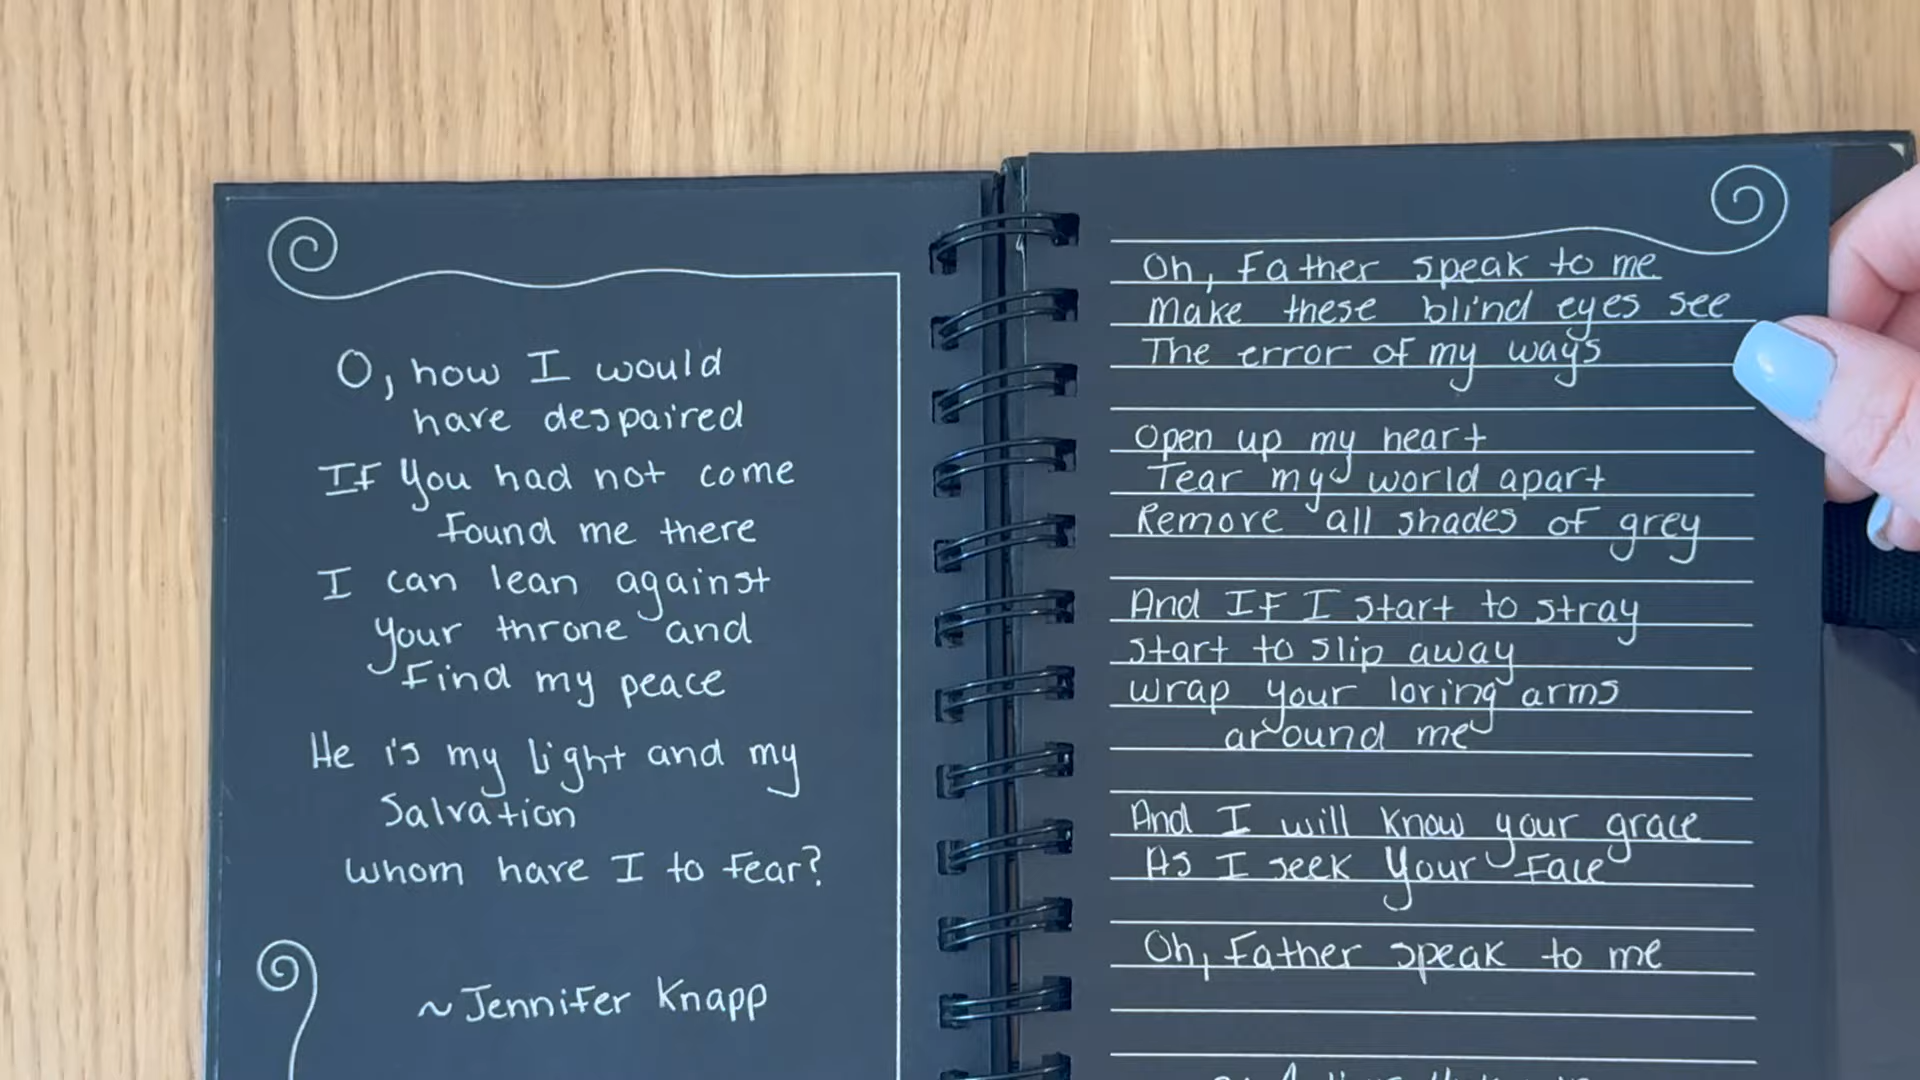 O, how I would
have despaired
If You had not come
found me there
I can lean against
your throne and
find my peace
He is my light and my
Salvation
whom have I to fear?
~Jennifer Knapp
Oh, Father speak to me
Make these blind eyes see
The error of my ways
Open up my heart
Tear my world apart
Remove all shades of grey
And If I start to stray
start to slip away
wrap your loving arms
around me
And I will know your grace
As I seek Your face
Oh, Father speak to me